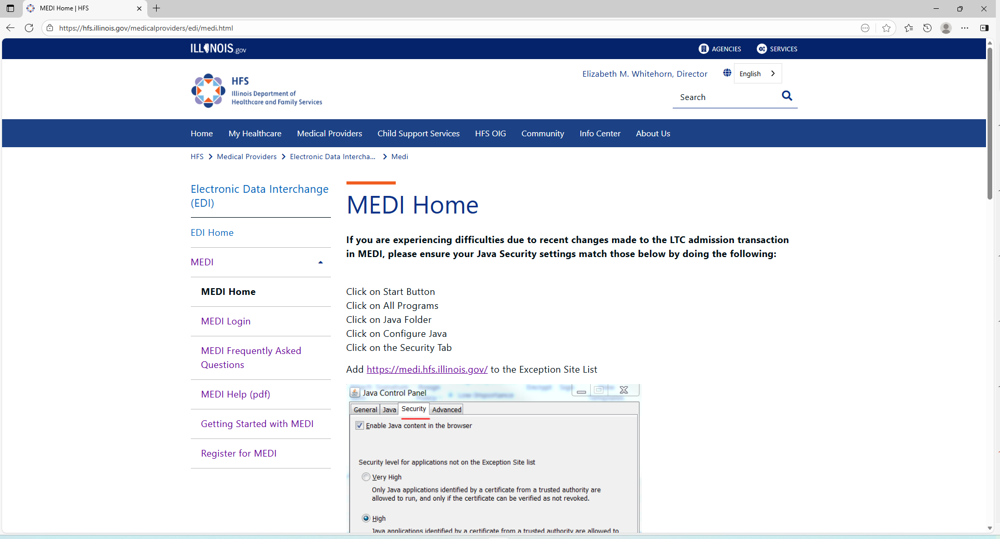 MEDI Home | HFS
https://hfs.illinois.gov/medicalproviders/edi/medi.html
ILLINOIS.gov
AGENCIES
SERVICES
HFS
Illinois Department of
Healthcare and Family Services
Elizabeth M. Whitehorn, Director
English
Search
Home
My Healthcare
Medical Providers
Child Support Services
HFS OIG
Community
Info Center
About Us
HFS
Medical Providers
Electronic Data Intercha...
Medi
Electronic Data Interchange
(EDI)
EDI Home
MEDI
MEDI Home
MEDI Login
MEDI Frequently Asked
Questions
MEDI Help (pdf)
Getting Started with MEDI
Register for MEDI
MEDI Home
If you are experiencing difficulties due to recent changes made to the LTC admission transaction
in MEDI, please ensure your Java Security settings match those below by doing the following:
Click on Start Button
Click on All Programs
Click on Java Folder
Click on Configure Java
Click on the Security Tab
Add https://medi.hfs.illinois.gov/ to the Exception Site List
Java Control Panel
Low Importance
General
Java
Security
Advanced
Enable Java content in the browser
Security level for applications not on the Exception Site list
Very High
Only Java applications identified by a certificate from a trusted authority are
allowed to run, and only if the certificate can be verified as not revoked.
High
Java applications identified by a certificate from a trusted authority are allowed to